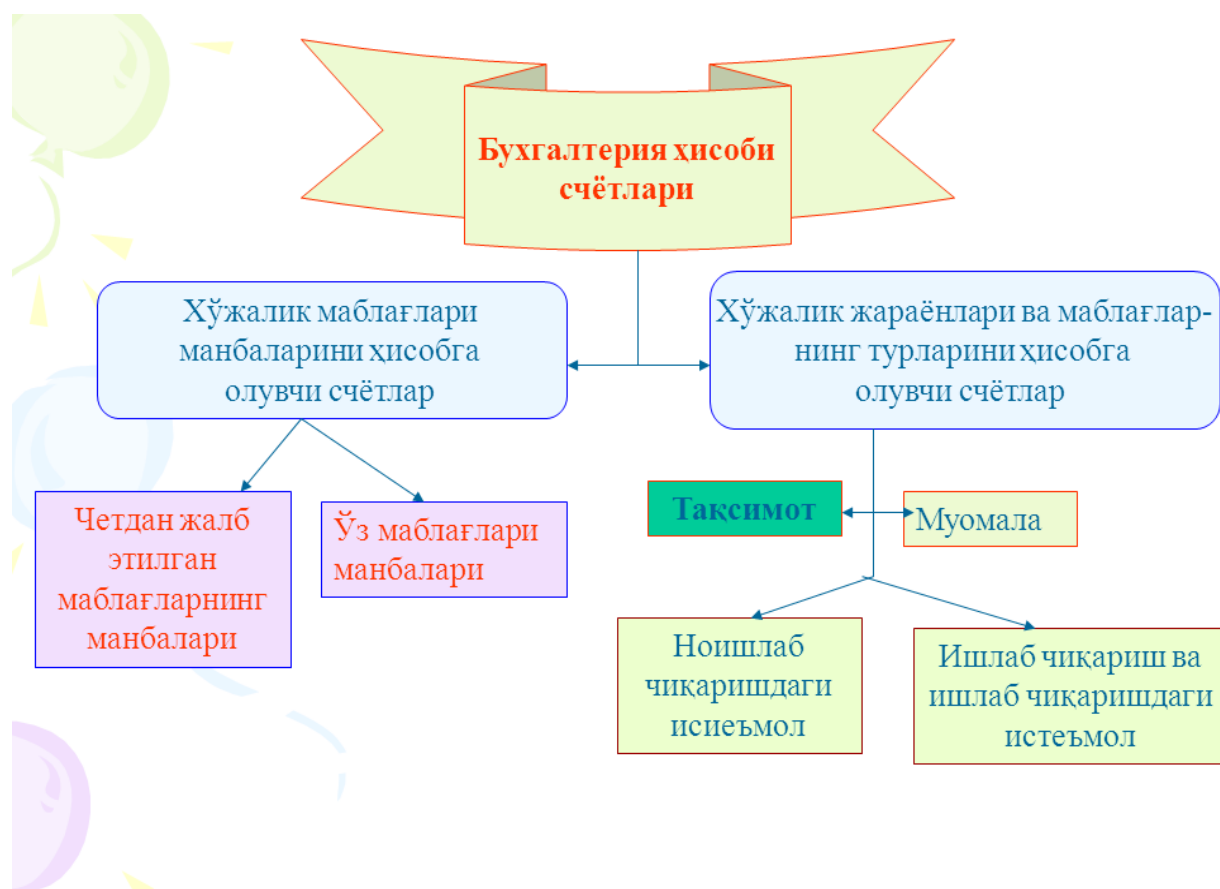 Бухгалтерия ҳисоби
счётлари
Хўжалик маблағлари
манбаларини ҳисобга
олувчи счётлар
Хўжалик жараёнлари ва маблағлар-
нинг турларини ҳисобга
олувчи счётлар
Четдан жалб
этилган
маблағларнинг
манбалари
Ўз маблағлари
манбалари
Тақсимот
Муомала
Ноишлаб
чиқаришдаги
исиеъмол
Ишлаб чиқариш ва
ишлаб чиқаришдаги
истеъмол